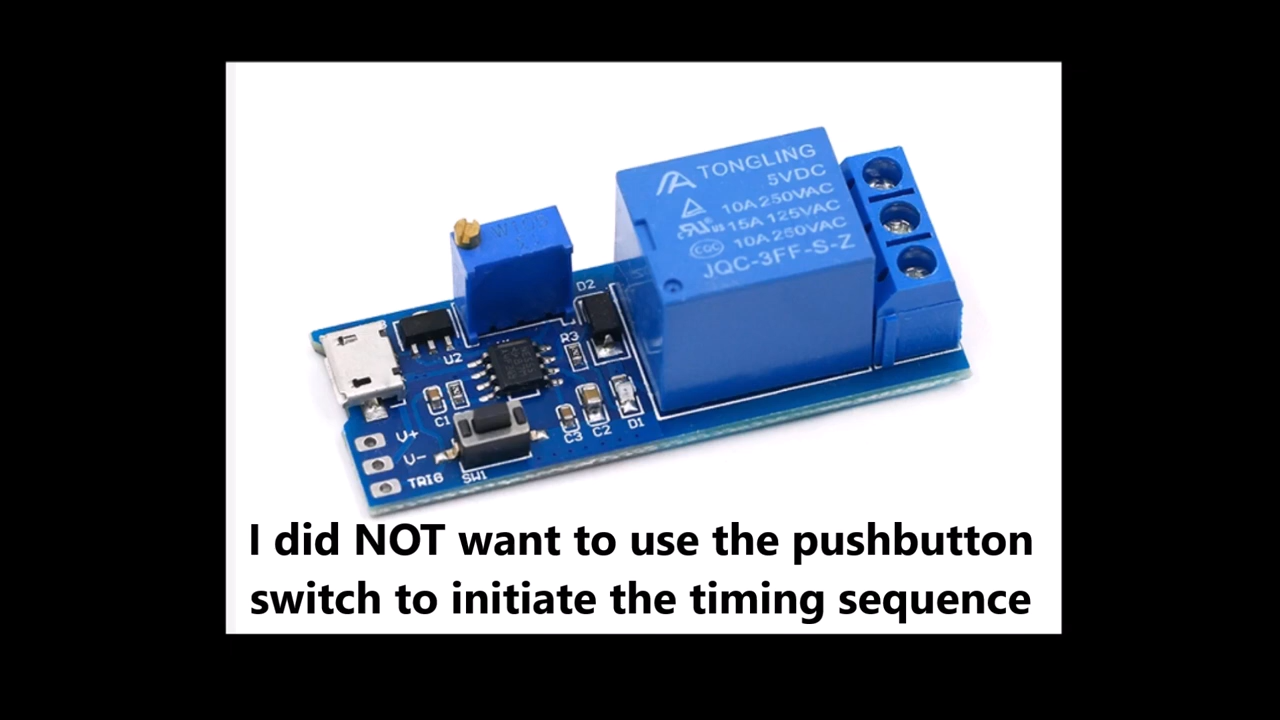 TONGLING
5VDC
10A 250VAC
15A 125VAC
10A 250VAC
CQC
JQC-3FF-S-Z
D2
R3
U2
C1
C3
C2
D1
V+
V-
TRIG
SW1
I did NOT want to use the pushbutton
switch to initiate the timing sequence